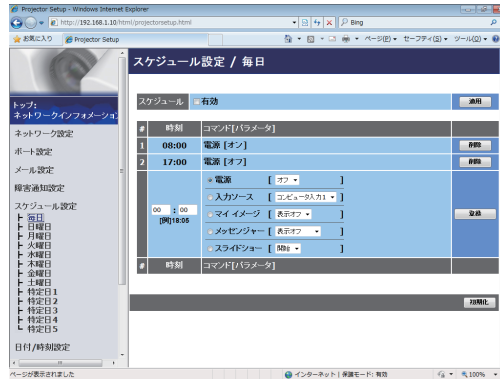 Projector Setup - Windows Internet Explorer
http://192.168.1.10/html/projectorsetup.html
Bing
お気に入り
Projector Setup
ページ(P)
セーフティ(S)
ツール(O)
スケジュール設定 / 毎日
トップ:
ネットワークインフォメーション
ネットワーク設定
ポート設定
メール設定
障害通知設定
スケジュール設定
毎日
日曜日
月曜日
火曜日
水曜日
木曜日
金曜日
土曜日
特定日1
特定日2
特定日3
特定日4
特定日5
日付/時刻設定
スケジュール 有効 適用
# 時刻 コマンド[パラメータ]
1 08:00 電源 [オン] 削除
2 17:00 電源 [オフ] 削除
00 : 00
[例]18:05
電源 [ オフ ]
入力ソース [ コンピュータ入力1 ]
マイ イメージ [ 表示オフ ]
メッセンジャー [ 表示オフ ]
スライドショー [ 開始 ]
登録
# 時刻 コマンド[パラメータ]
初期化
ページが表示されました
インターネット | 保護モード: 有効
100%